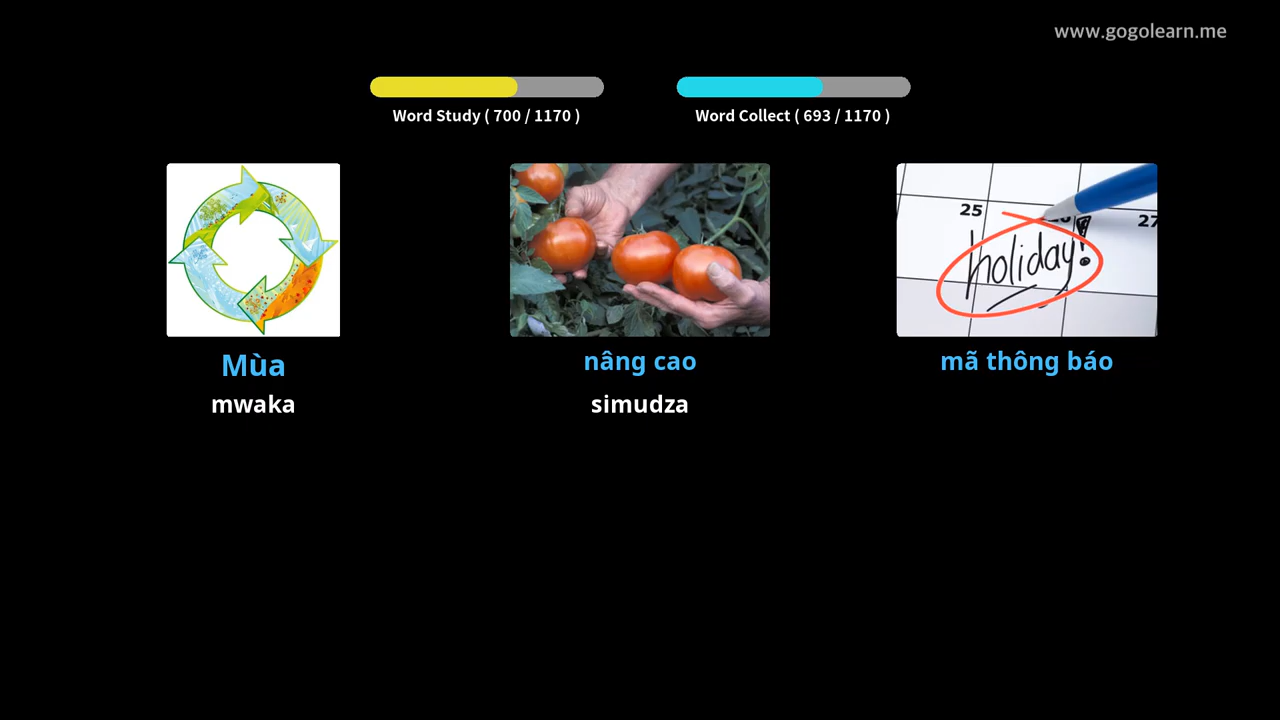 www.gogolearn.me
Word Study ( 700 / 1170 )
Word Collect ( 693 / 1170 )
25
27
holiday!
Mùa
nâng cao
mã thông báo
mwaka
simudza